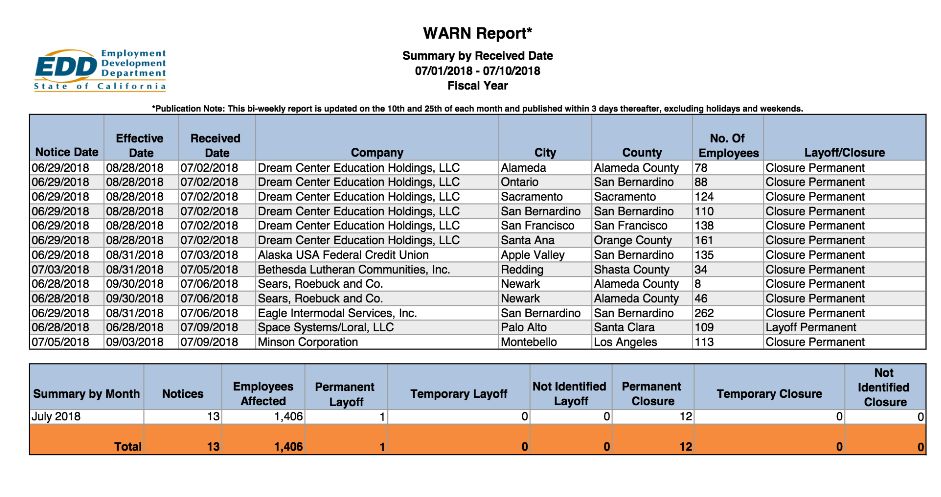 WARN Report*
Summary by Received Date
07/01/2018 - 07/10/2018
Fiscal Year
EDD Employment
Development
Department
State of California
*Publication Note: This bi-weekly report is updated on the 10th and 25th of each month and published within 3 days thereafter, excluding holidays and weekends.
Notice Date Effective Date Received Date Company City County No. Of Employees Layoff/Closure
06/29/2018 08/28/2018 07/02/2018 Dream Center Education Holdings, LLC Alameda Alameda County 78 Closure Permanent
06/29/2018 08/28/2018 07/02/2018 Dream Center Education Holdings, LLC Ontario San Bernardino 88 Closure Permanent
06/29/2018 08/28/2018 07/02/2018 Dream Center Education Holdings, LLC Sacramento Sacramento 124 Closure Permanent
06/29/2018 08/28/2018 07/02/2018 Dream Center Education Holdings, LLC San Bernardino San Bernardino 110 Closure Permanent
06/29/2018 08/28/2018 07/02/2018 Dream Center Education Holdings, LLC San Francisco San Francisco 138 Closure Permanent
06/29/2018 08/28/2018 07/02/2018 Dream Center Education Holdings, LLC Santa Ana Orange County 161 Closure Permanent
06/29/2018 08/31/2018 07/03/2018 Alaska USA Federal Credit Union Apple Valley San Bernardino 135 Closure Permanent
07/03/2018 08/31/2018 07/05/2018 Bethesda Lutheran Communities, Inc. Redding Shasta County 34 Closure Permanent
06/28/2018 09/30/2018 07/06/2018 Sears, Roebuck and Co. Newark Alameda County 8 Closure Permanent
06/28/2018 09/30/2018 07/06/2018 Sears, Roebuck and Co. Newark Alameda County 46 Closure Permanent
06/29/2018 08/31/2018 07/06/2018 Eagle Intermodal Services, Inc. San Bernardino San Bernardino 262 Closure Permanent
06/28/2018 06/28/2018 07/09/2018 Space Systems/Loral, LLC Palo Alto Santa Clara 109 Layoff Permanent
07/05/2018 09/03/2018 07/09/2018 Minson Corporation Montebello Los Angeles 113 Closure Permanent
Summary by Month Notices Employees Affected Permanent Layoff Temporary Layoff Not Identified Layoff Permanent Closure Temporary Closure Not Identified Closure
July 2018 13 1,406 1 0 0 12 0 0
Total 13 1,406 1 0 0 12 0 0